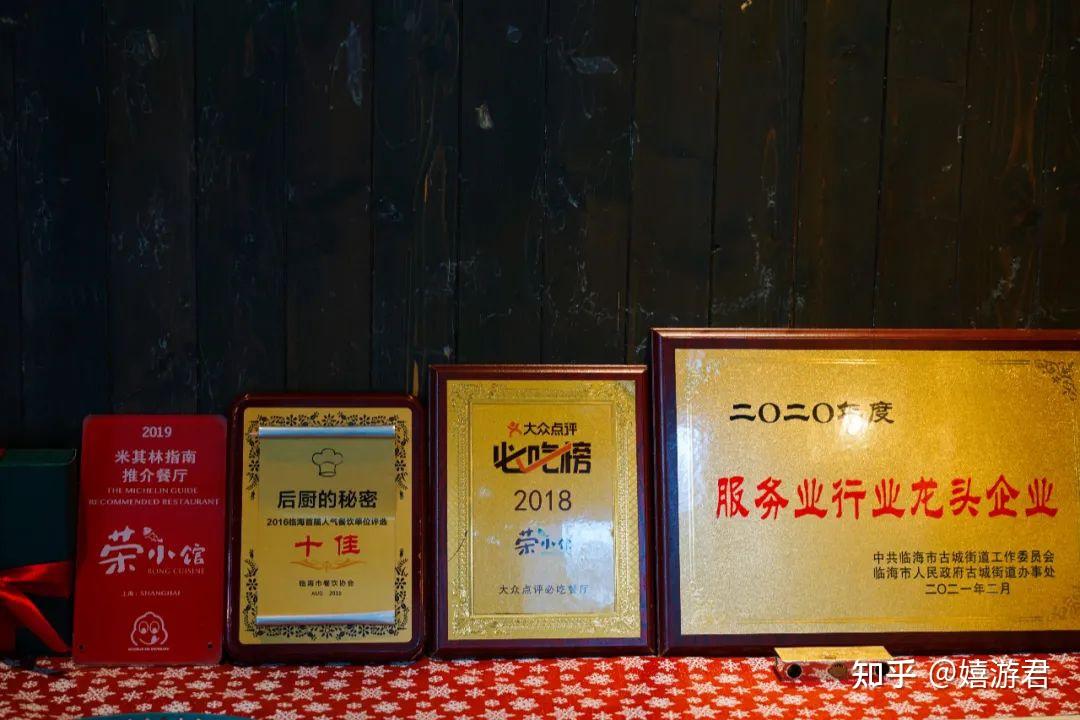 2019
米其林指南
推介餐厅
THE MICHELIN GUIDE
RECOMMENDED RESTAURANT
荣小馆
RONG CUISINE
上海 SHANGHAI
后厨的秘密
2016临海首届人气餐饮单位评选
十佳
临海市餐饮协会
AUG
大众点评
必吃榜
2018
荣小馆
大众点评必吃餐厅
二〇二〇年度
服务业行业龙头企业
中共临海市古城街道工作委员会
临海市人民政府古城街道办事处
二〇二一年二月
知乎 @嬉游君